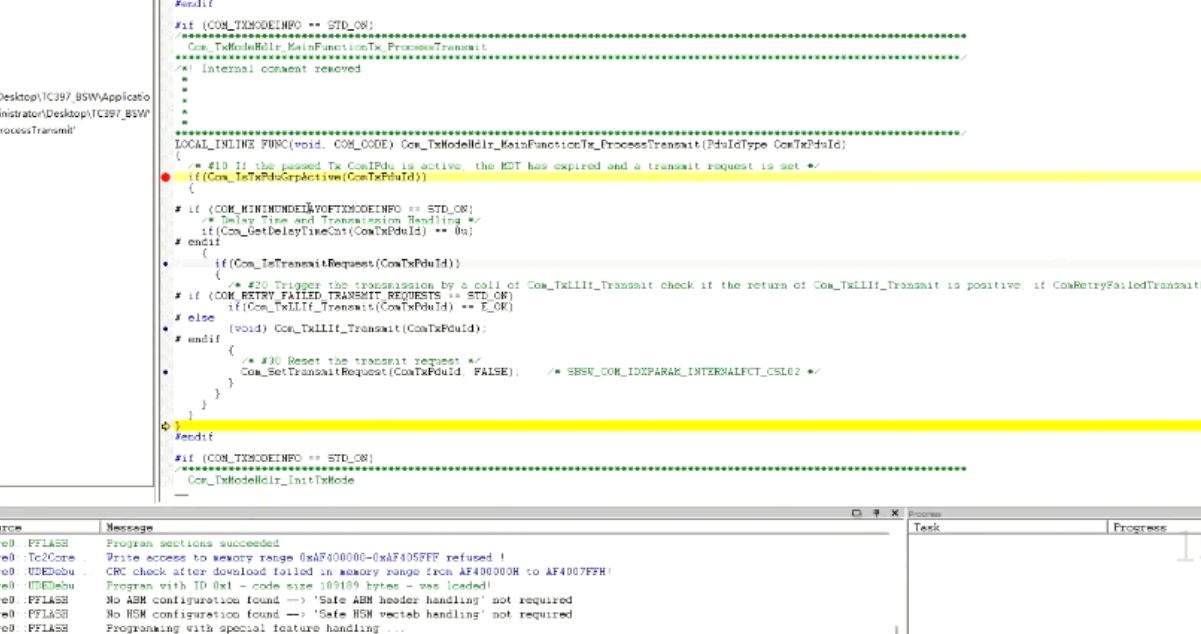 #endif
#if (COM_TXMODEINFO == STD_ON)
/**********************************************************************************************************************
Com_TxModeHdlr_MainFunctionTx_ProcessTransmit
**********************************************************************************************************************/
/*! Internal comment removed
*
*
*
*
*
**********************************************************************************************************************/
Desktop\TC397_BSW\Applicatio
inistrator\Desktop\TC397_BSW'
rocessTransmit'
LOCAL_INLINE FUNC(void, COM_CODE) Com_TxModeHdlr_MainFunctionTx_ProcessTransmit(PduIdType ComTxPduId)
{
/* #10 If the passed Tx ComIPdu is active, the MDT has expired and a transmit request is set */
if(Com_IsTxPduGrpActive(ComTxPduId))
{
# if (COM_MINIMUMDELAYOFTXMODEINFO == STD_ON)
/* Delay Time and Transmission Handling */
if(Com_GetDelayTimeCnt(ComTxPduId) == 0u)
# endif
{
if(Com_IsTransmitRequest(ComTxPduId))
{
/* #20 Trigger the transmission by a call of Com_TxLLIf_Transmit check if the return of Com_TxLLIf_Transmit is positive, if ComRetryFailedTransmit
# if (COM_RETRY_FAILED_TRANSMIT_REQUESTS == STD_ON)
if(Com_TxLLIf_Transmit(ComTxPduId) == E_OK)
# else
(void) Com_TxLLIf_Transmit(ComTxPduId);
# endif
{
/* #30 Reset the transmit request */
Com_SetTransmitRequest(ComTxPduId, FALSE); /* SBSW_COM_IDXPARAM_INTERNALFCT_CSL02 */
}
}
}
}
}
#endif
#if (COM_TXMODEINFO == STD_ON)
/**********************************************************************************************************************
Com_TxModeHdlr_InitTxMode
urce Message
re0::PFLASH Program sections succeeded
re0::Tc2Core . Write access to memory range 0xAF400000-0xAF405FFF refused !
re0::UDEDebu .. CRC check after download failed in memory range from AF400000H to AF4007FFH!
re0::UDEDebu Program with ID 0x1 - code size 189189 bytes - was loaded!
re0::PFLASH No ABM configuration found --> 'Safe ABM header handling' not required
re0::PFLASH No HSM configuration found --> 'Safe HSM vectab handling' not required
re0::PFLASH Programming with special feature handling ...
Progress
Task Progress